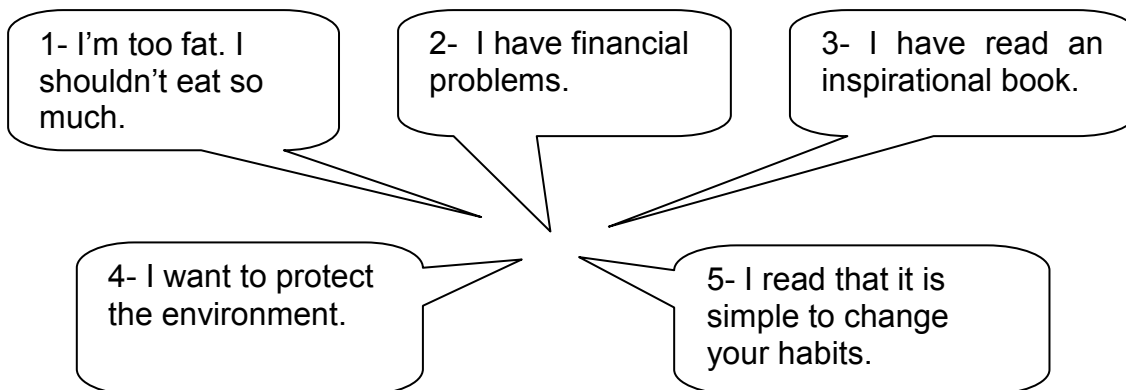 1- I'm too fat. I
shouldn't eat so
much.
2- I have financial
problems.
3- I have read an
inspirational book.
4- I want to protect
the environment.
5- I read that it is
simple to change
your habits.